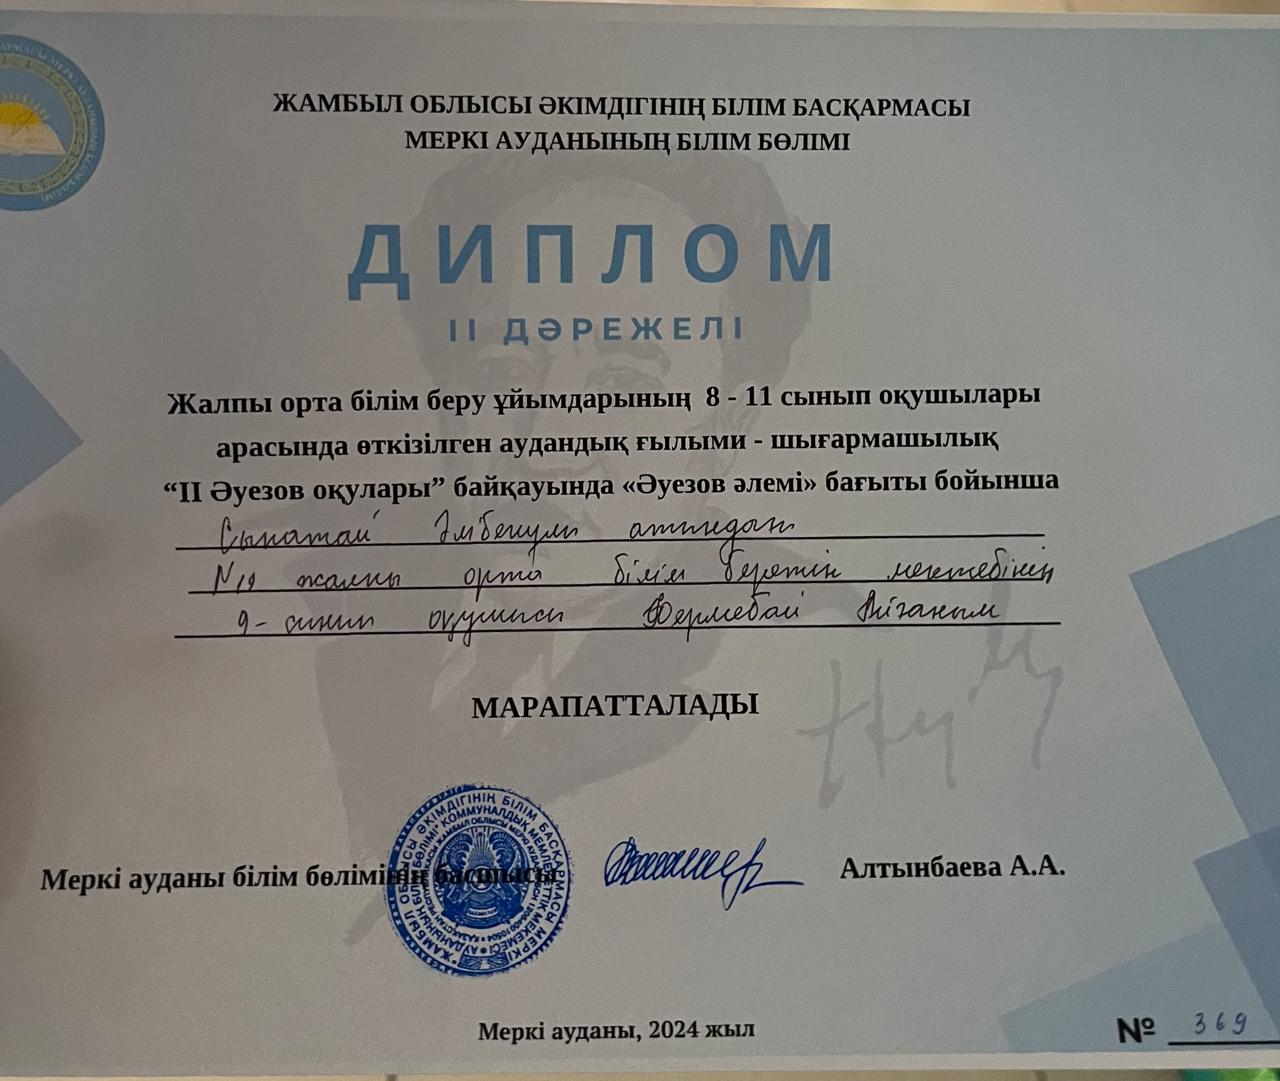 ЖАМБЫЛ ОБЛЫСЫ ӘКІМДІГІНІҢ БІЛІМ БАСҚАРМАСЫ
МЕРКІ АУДАНЫНЫҢ БІЛІМ БӨЛІМІ
ДИПЛОМ
ІІ ДӘРЕЖЕЛІ
Жалпы орта білім беру ұйымдарының 8 - 11 сынып оқушылары
арасында өткізілген аудандық ғылыми - шығармашылық
“ІІ Әуезов оқулары” байқауында «Әуезов әлемі» бағыты бойынша
Сыпатай Әлібекұлы атындағы
№19 жалпы орта білім беретін мектебінің
9-сынып оқушысы Айғаным
МАРАПАТТАЛАДЫ
Меркі ауданы білім бөлімінің басшысы
Алтынбаева А.А.
Меркі ауданы, 2024 жыл
№ 369